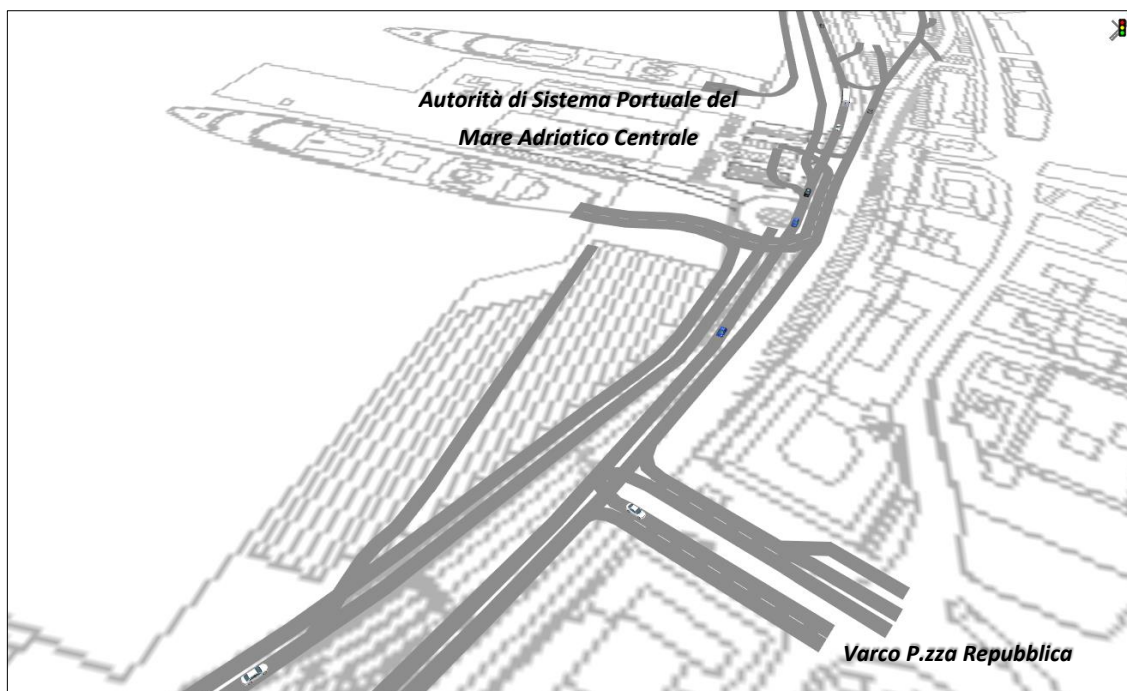 Autorità di Sistema Portuale del
Mare Adriatico Centrale
Varco P.zza Repubblica